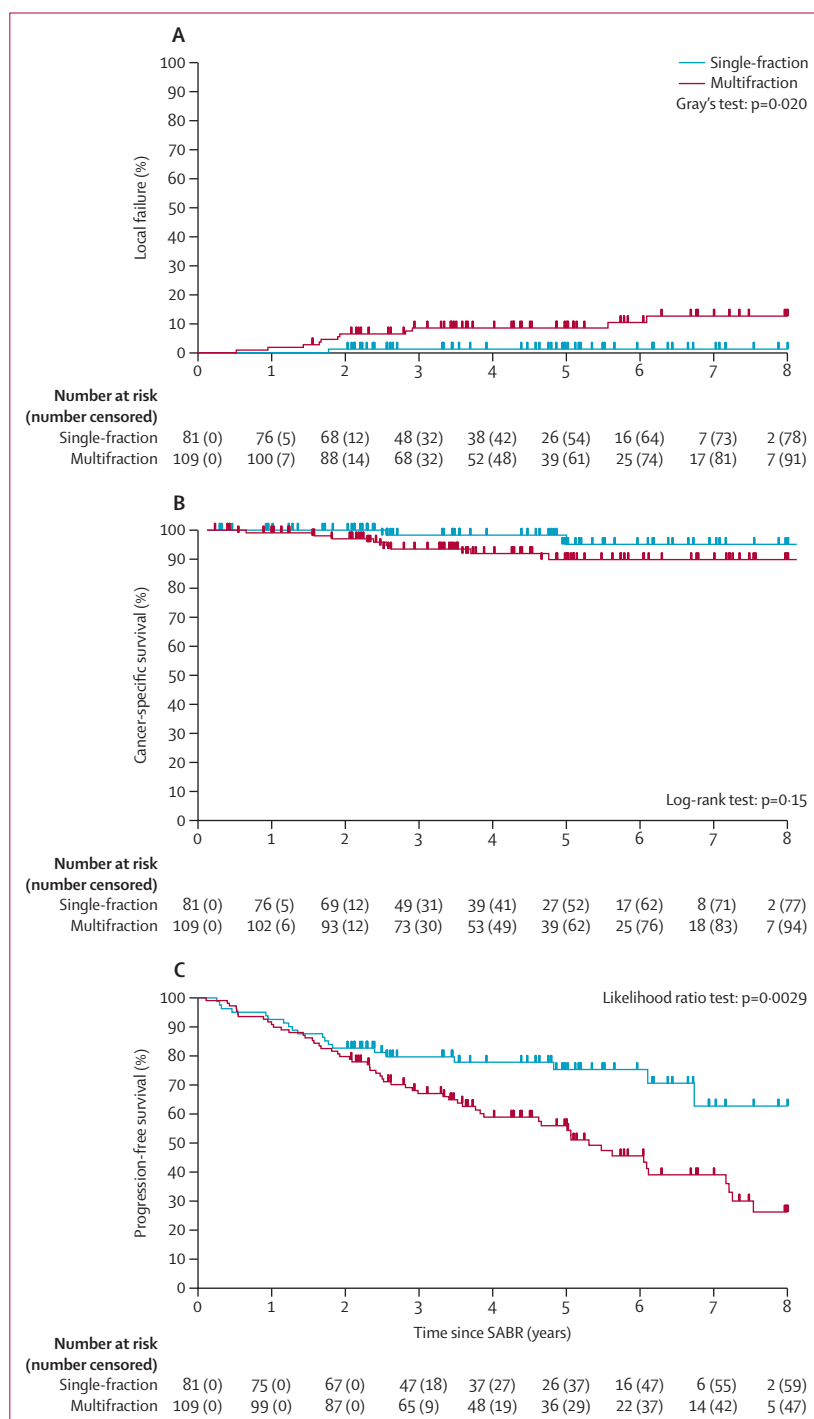 A
100
90
80
70
60
50
40
30
20
10
0
Local failure (%)
Single-fraction
Multifraction
Gray's test: p=0·020
0 1 2 3 4 5 6 7 8
Number at risk
(number censored)
Single-fraction 81 (0) 76 (5) 68 (12) 48 (32) 38 (42) 26 (54) 16 (64) 7 (73) 2 (78)
Multifraction 109 (0) 100 (7) 88 (14) 68 (32) 52 (48) 39 (61) 25 (74) 17 (81) 7 (91)
B
100
90
80
70
60
50
40
30
20
10
0
Cancer-specific survival (%)
Log-rank test: p=0·15
0 1 2 3 4 5 6 7 8
Number at risk
(number censored)
Single-fraction 81 (0) 76 (5) 69 (12) 49 (31) 39 (41) 27 (52) 17 (62) 8 (71) 2 (77)
Multifraction 109 (0) 102 (6) 93 (12) 73 (30) 53 (49) 39 (62) 25 (76) 18 (83) 7 (94)
C
100
90
80
70
60
50
40
30
20
10
0
Progression-free survival (%)
Likelihood ratio test: p=0·0029
0 1 2 3 4 5 6 7 8
Time since SABR (years)
Number at risk
(number censored)
Single-fraction 81 (0) 75 (0) 67 (0) 47 (18) 37 (27) 26 (37) 16 (47) 6 (55) 2 (59)
Multifraction 109 (0) 99 (0) 87 (0) 65 (9) 48 (19) 36 (29) 22 (37) 14 (42) 5 (47)